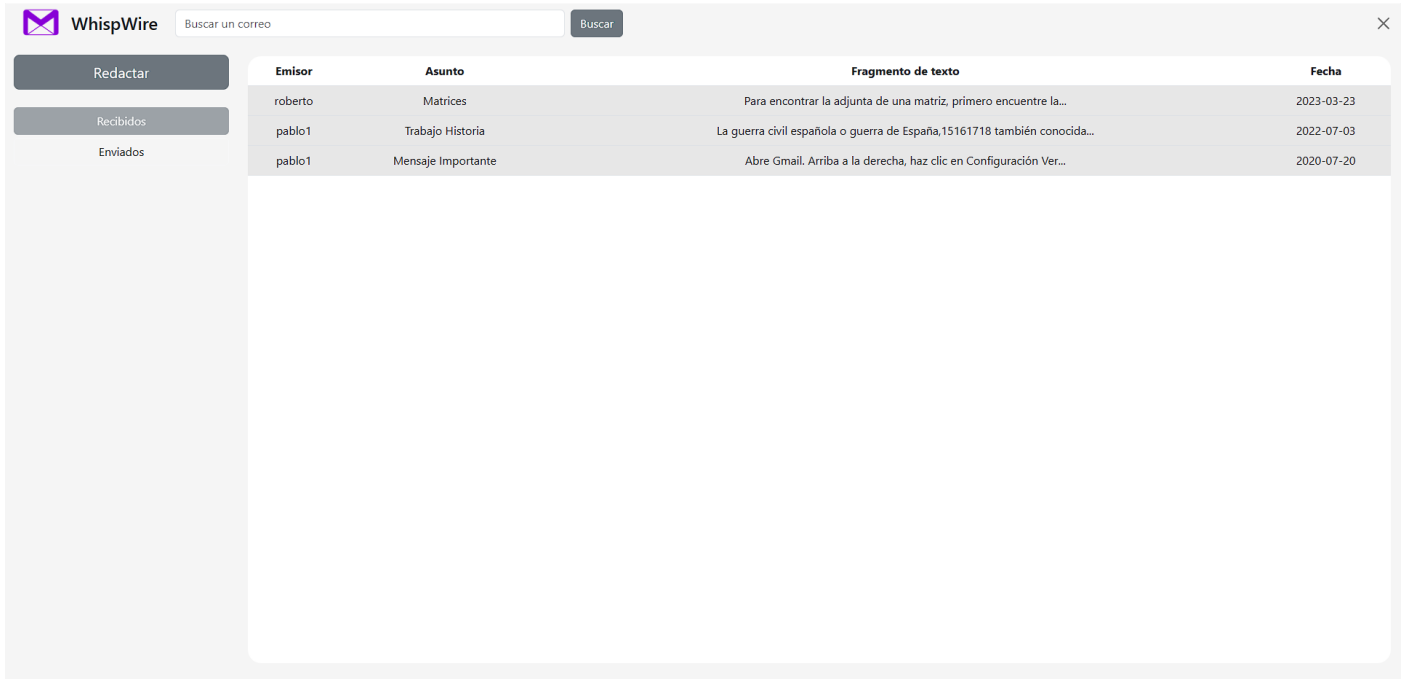 WhispWire Buscar un correo Buscar
Redactar
Recibidos
Enviados
Emisor Asunto Fragmento de texto Fecha
roberto Matrices Para encontrar la adjunta de una matriz, primero encuentre la... 2023-03-23
pablo1 Trabajo Historia La guerra civil española o guerra de España,15161718 también conocida... 2022-07-03
pablo1 Mensaje Importante Abre Gmail. Arriba a la derecha, haz clic en Configuración Ver... 2020-07-20